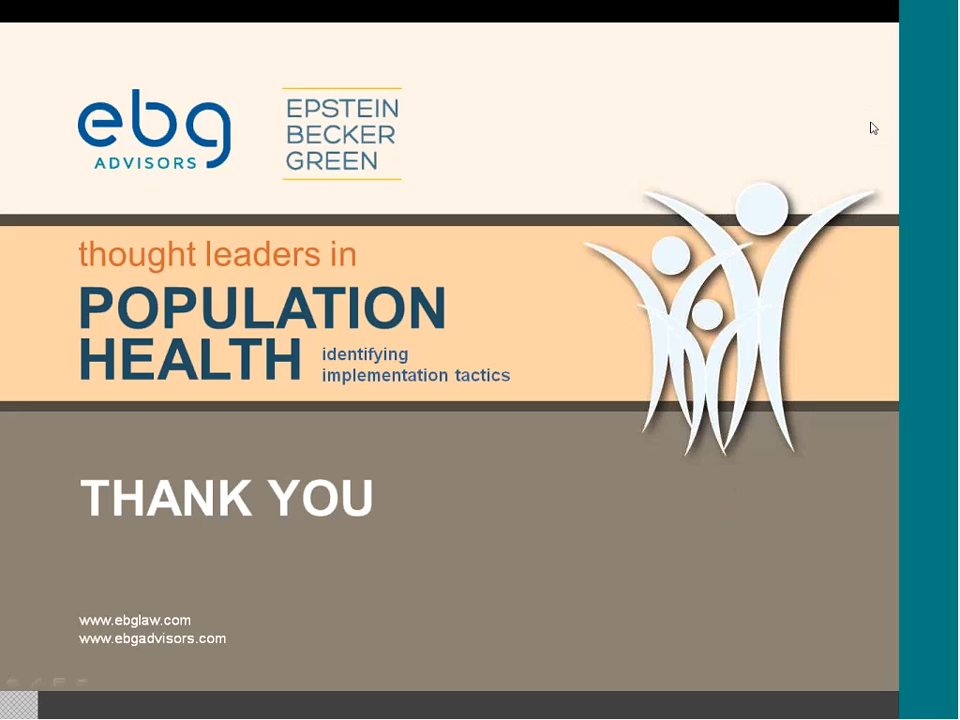 ebg
ADVISORS
EPSTEIN
BECKER
GREEN
thought leaders in
POPULATION
HEALTH
identifying
implementation tactics
THANK YOU
www.ebglaw.com
www.ebgadvisors.com